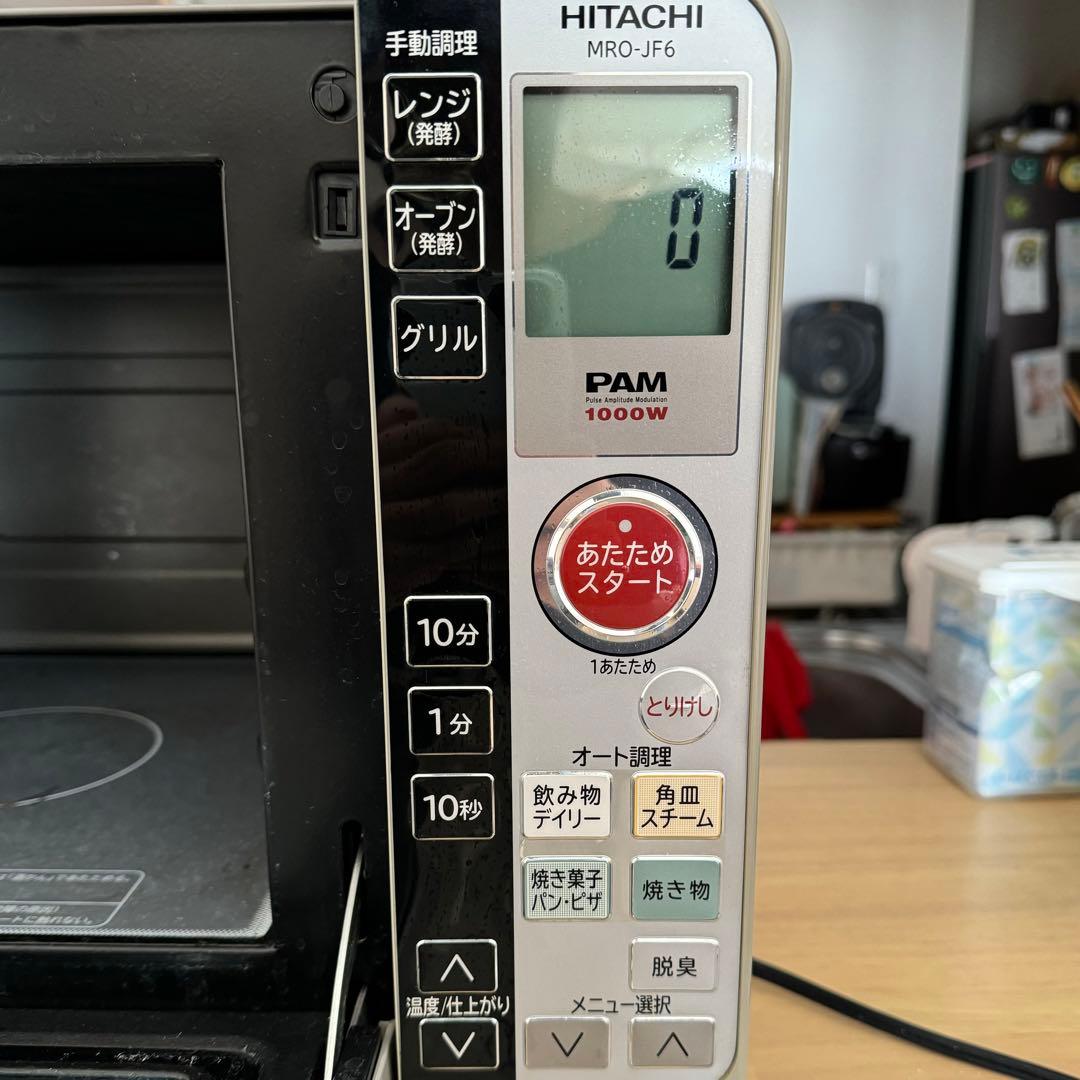 HITACHI
MRO-JF6
手動調理
レンジ
(発酵)
オーブン
(発酵)
グリル
0
PAM
Pulse Amplitude Modulation
1000W
あたため
スタート
1あたため
とりけし
10分
1分
10秒
オート調理
飲み物
デイリー
角皿
スチーム
焼き菓子
パン・ピザ
焼き物
脱臭
温度/仕上がり
メニュー選択